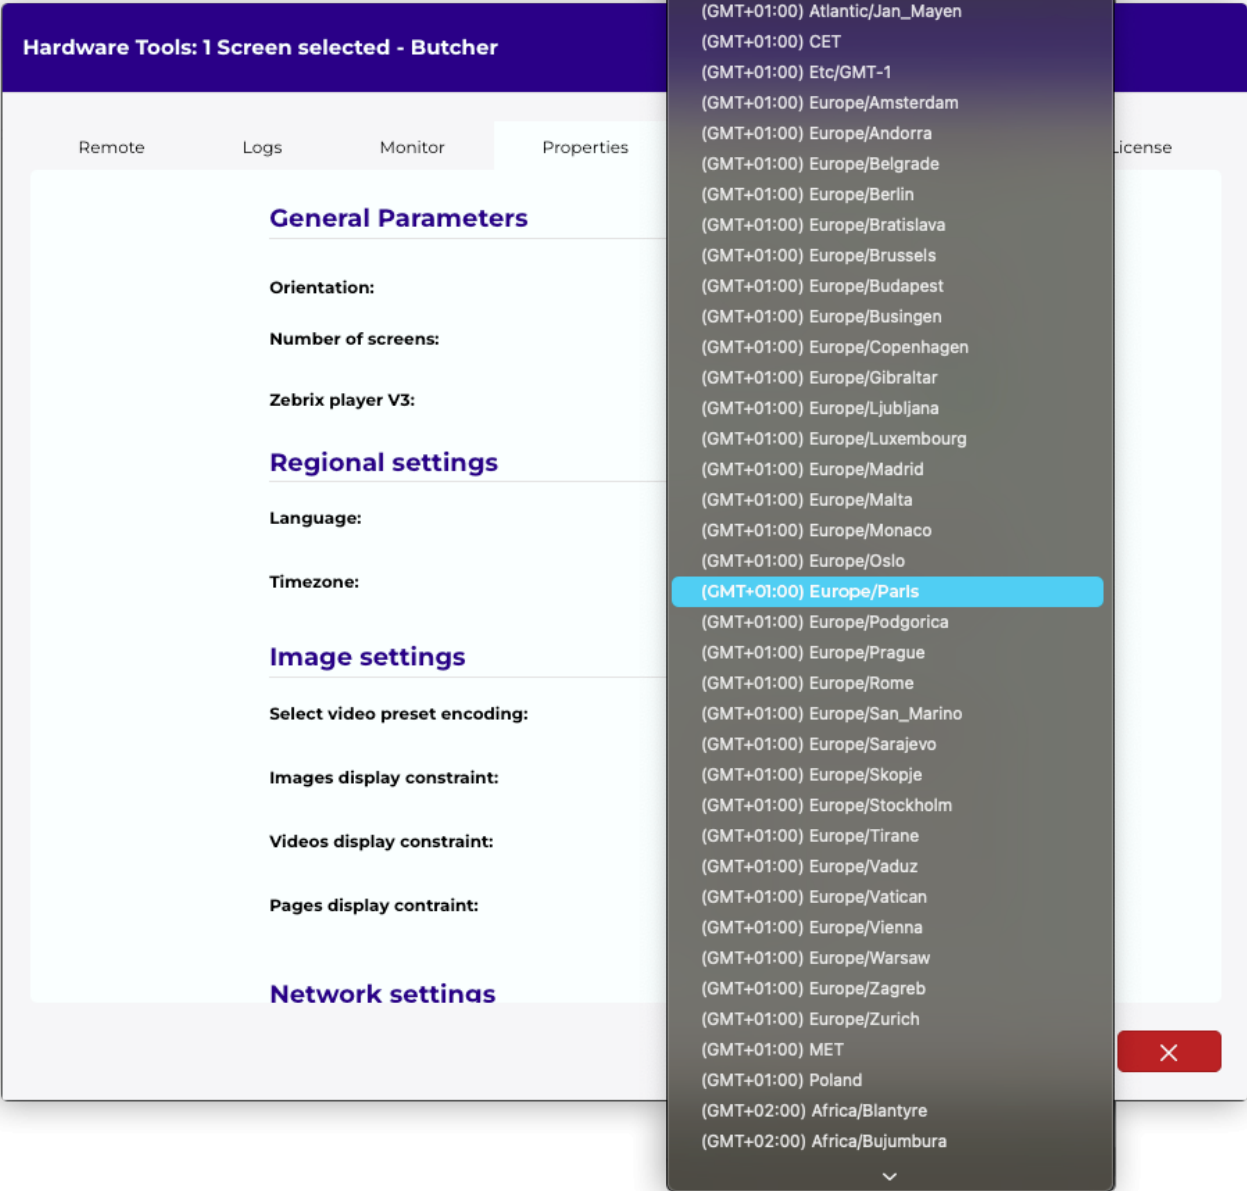 Hardware Tools: 1 Screen selected - Butcher
Remote
Logs
Monitor
Properties
License
General Parameters
Orientation:
Number of screens:
Zebrix player V3:
Regional settings
Language:
Timezone:
Image settings
Select video preset encoding:
Images display constraint:
Videos display constraint:
Pages display contraint:
Network settings
(GMT+01:00) Atlantic/Jan_Mayen
(GMT+01:00) CET
(GMT+01:00) Etc/GMT-1
(GMT+01:00) Europe/Amsterdam
(GMT+01:00) Europe/Andorra
(GMT+01:00) Europe/Belgrade
(GMT+01:00) Europe/Berlin
(GMT+01:00) Europe/Bratislava
(GMT+01:00) Europe/Brussels
(GMT+01:00) Europe/Budapest
(GMT+01:00) Europe/Busingen
(GMT+01:00) Europe/Copenhagen
(GMT+01:00) Europe/Gibraltar
(GMT+01:00) Europe/Ljubljana
(GMT+01:00) Europe/Luxembourg
(GMT+01:00) Europe/Madrid
(GMT+01:00) Europe/Malta
(GMT+01:00) Europe/Monaco
(GMT+01:00) Europe/Oslo
(GMT+01:00) Europe/Paris
(GMT+01:00) Europe/Podgorica
(GMT+01:00) Europe/Prague
(GMT+01:00) Europe/Rome
(GMT+01:00) Europe/San_Marino
(GMT+01:00) Europe/Sarajevo
(GMT+01:00) Europe/Skopje
(GMT+01:00) Europe/Stockholm
(GMT+01:00) Europe/Tirane
(GMT+01:00) Europe/Vaduz
(GMT+01:00) Europe/Vatican
(GMT+01:00) Europe/Vienna
(GMT+01:00) Europe/Warsaw
(GMT+01:00) Europe/Zagreb
(GMT+01:00) Europe/Zurich
(GMT+01:00) MET
(GMT+01:00) Poland
(GMT+02:00) Africa/Blantyre
(GMT+02:00) Africa/Bujumbura